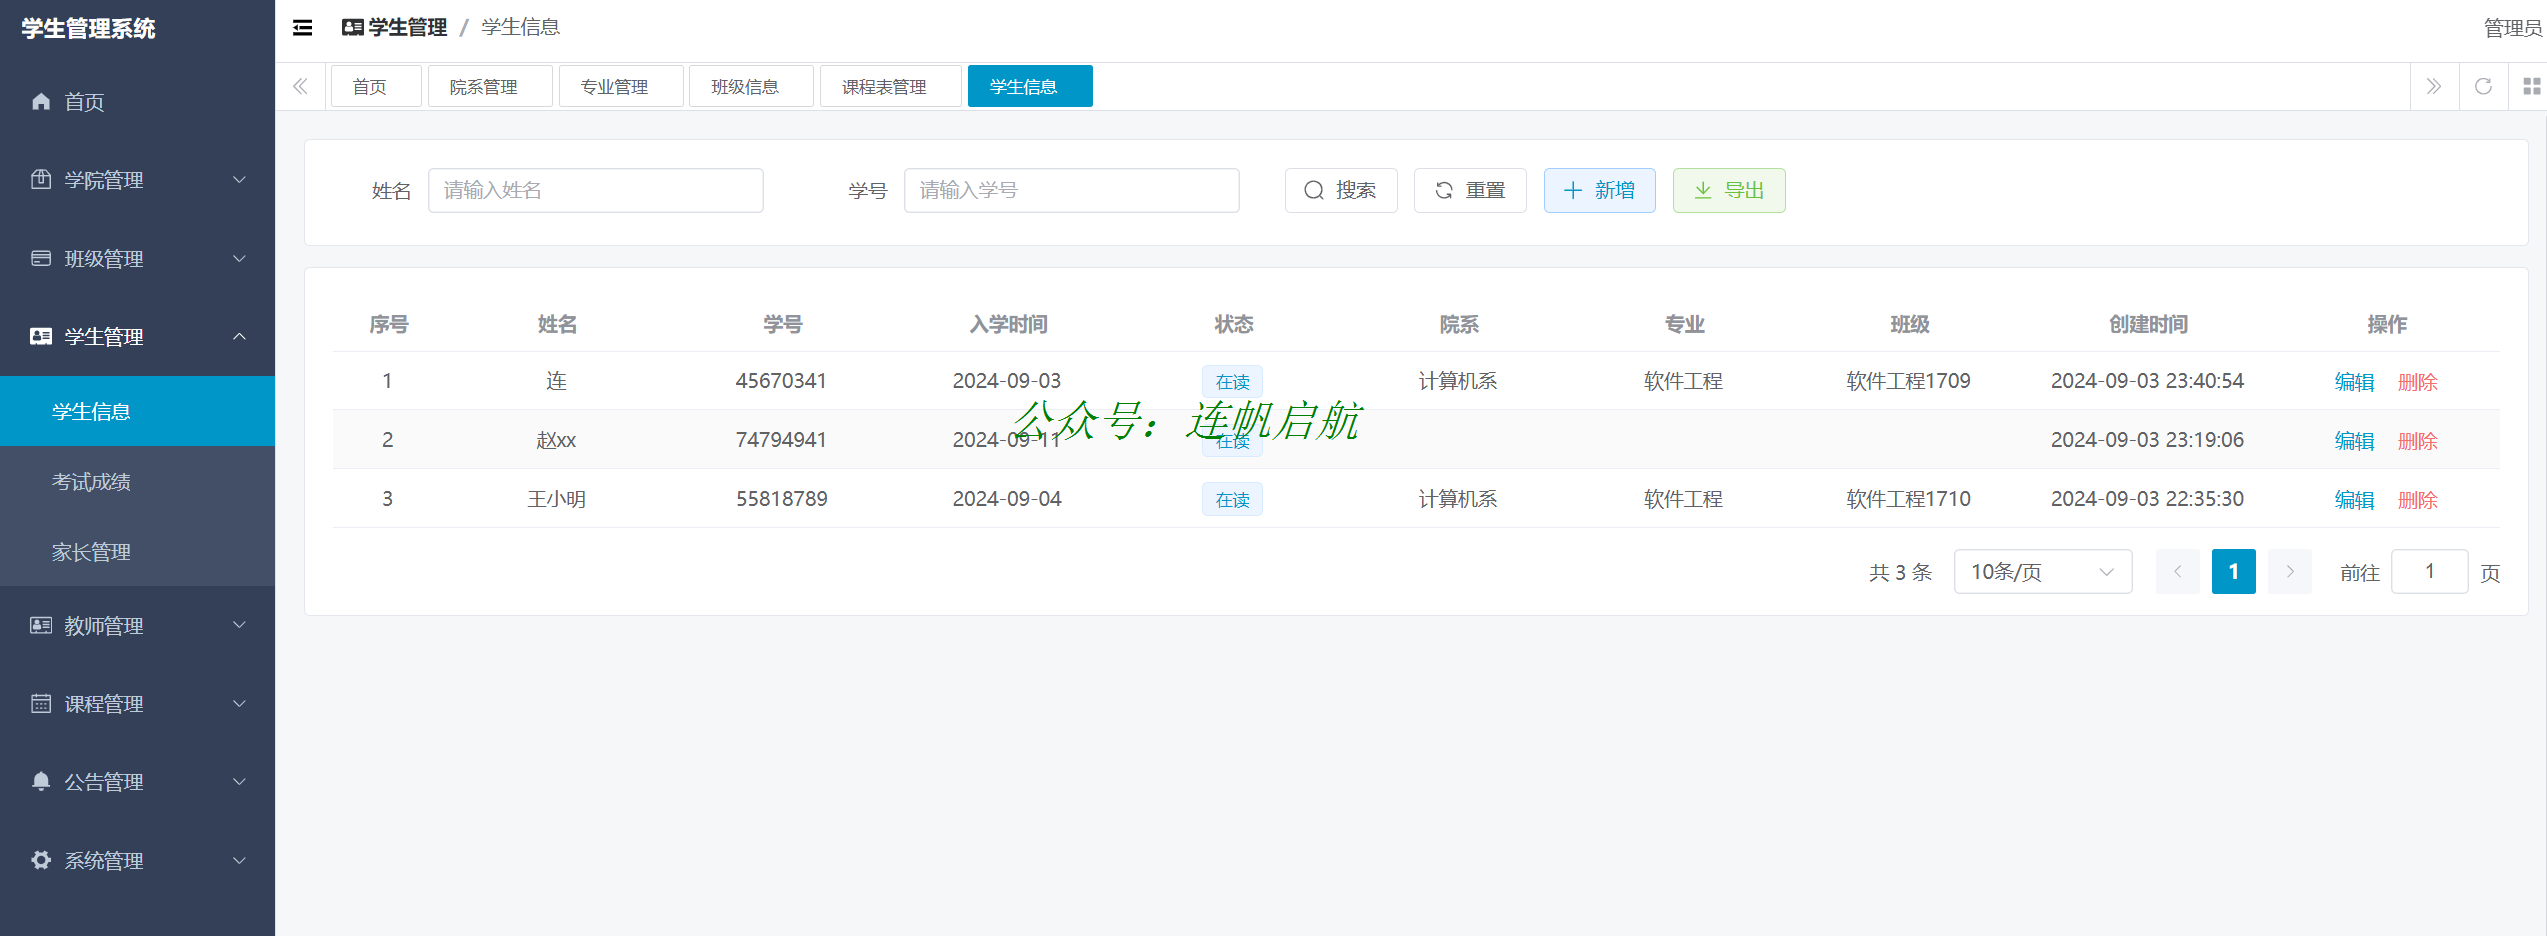 学生管理系统
首页
学院管理
班级管理
学生管理
学生信息
考试成绩
家长管理
教师管理
课程管理
公告管理
系统管理
学生管理 / 学生信息
管理员
首页 院系管理 专业管理 班级信息 课程表管理 学生信息
姓名 请输入姓名 学号 请输入学号 搜索 重置 新增 导出
序号 姓名 学号 入学时间 状态 院系 专业 班级 创建时间 操作
1 连 45670341 2024-09-03 在读 计算机系 软件工程 软件工程1709 2024-09-03 23:40:54 编辑 删除
公众号：连帆启航
2 赵xx 74794941 2024-09-11 在读 2024-09-03 23:19:06 编辑 删除
3 王小明 55818789 2024-09-04 在读 计算机系 软件工程 软件工程1710 2024-09-03 22:35:30 编辑 删除
共 3 条 10条/页 1 前往 1 页